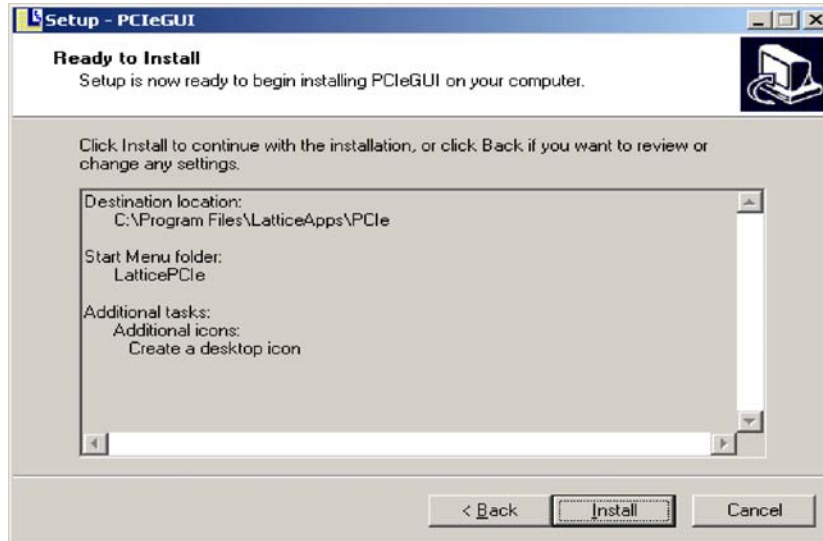 Setup - PCIeGUI
Ready to Install
Setup is now ready to begin installing PCIeGUI on your computer.
Click Install to continue with the installation, or click Back if you want to review or
change any settings.
Destination location:
C:\Program Files\LatticeApps\PCIe
Start Menu folder:
LatticePCIe
Additional tasks:
Additional icons:
Create a desktop icon
< Back
Install
Cancel